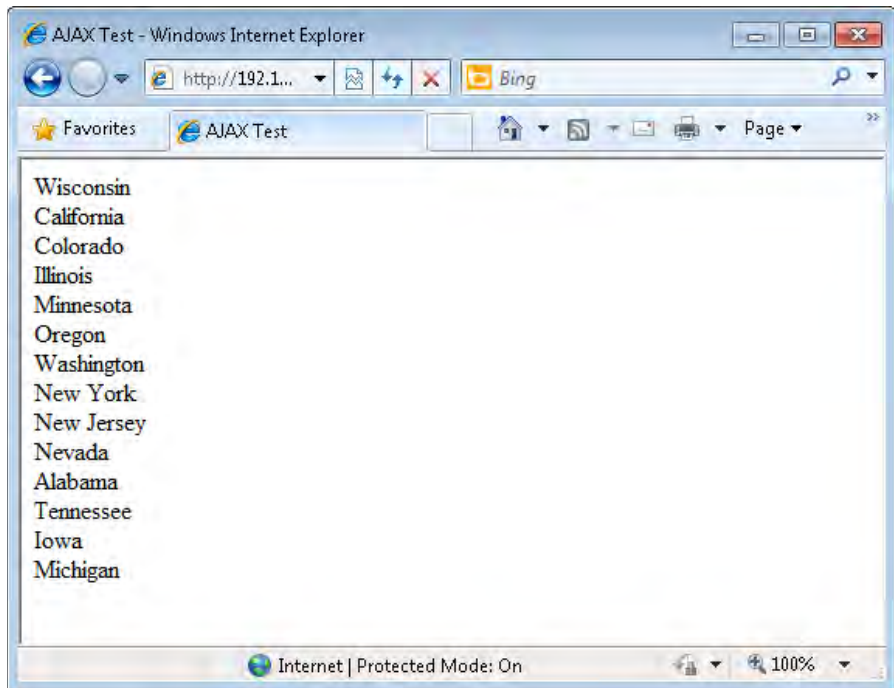 AJAX Test - Windows Internet Explorer
http://192.1... Bing
Favorites AJAX Test Page »
Wisconsin
California
Colorado
Illinois
Minnesota
Oregon
Washington
New York
New Jersey
Nevada
Alabama
Tennessee
Iowa
Michigan
Internet | Protected Mode: On 100%